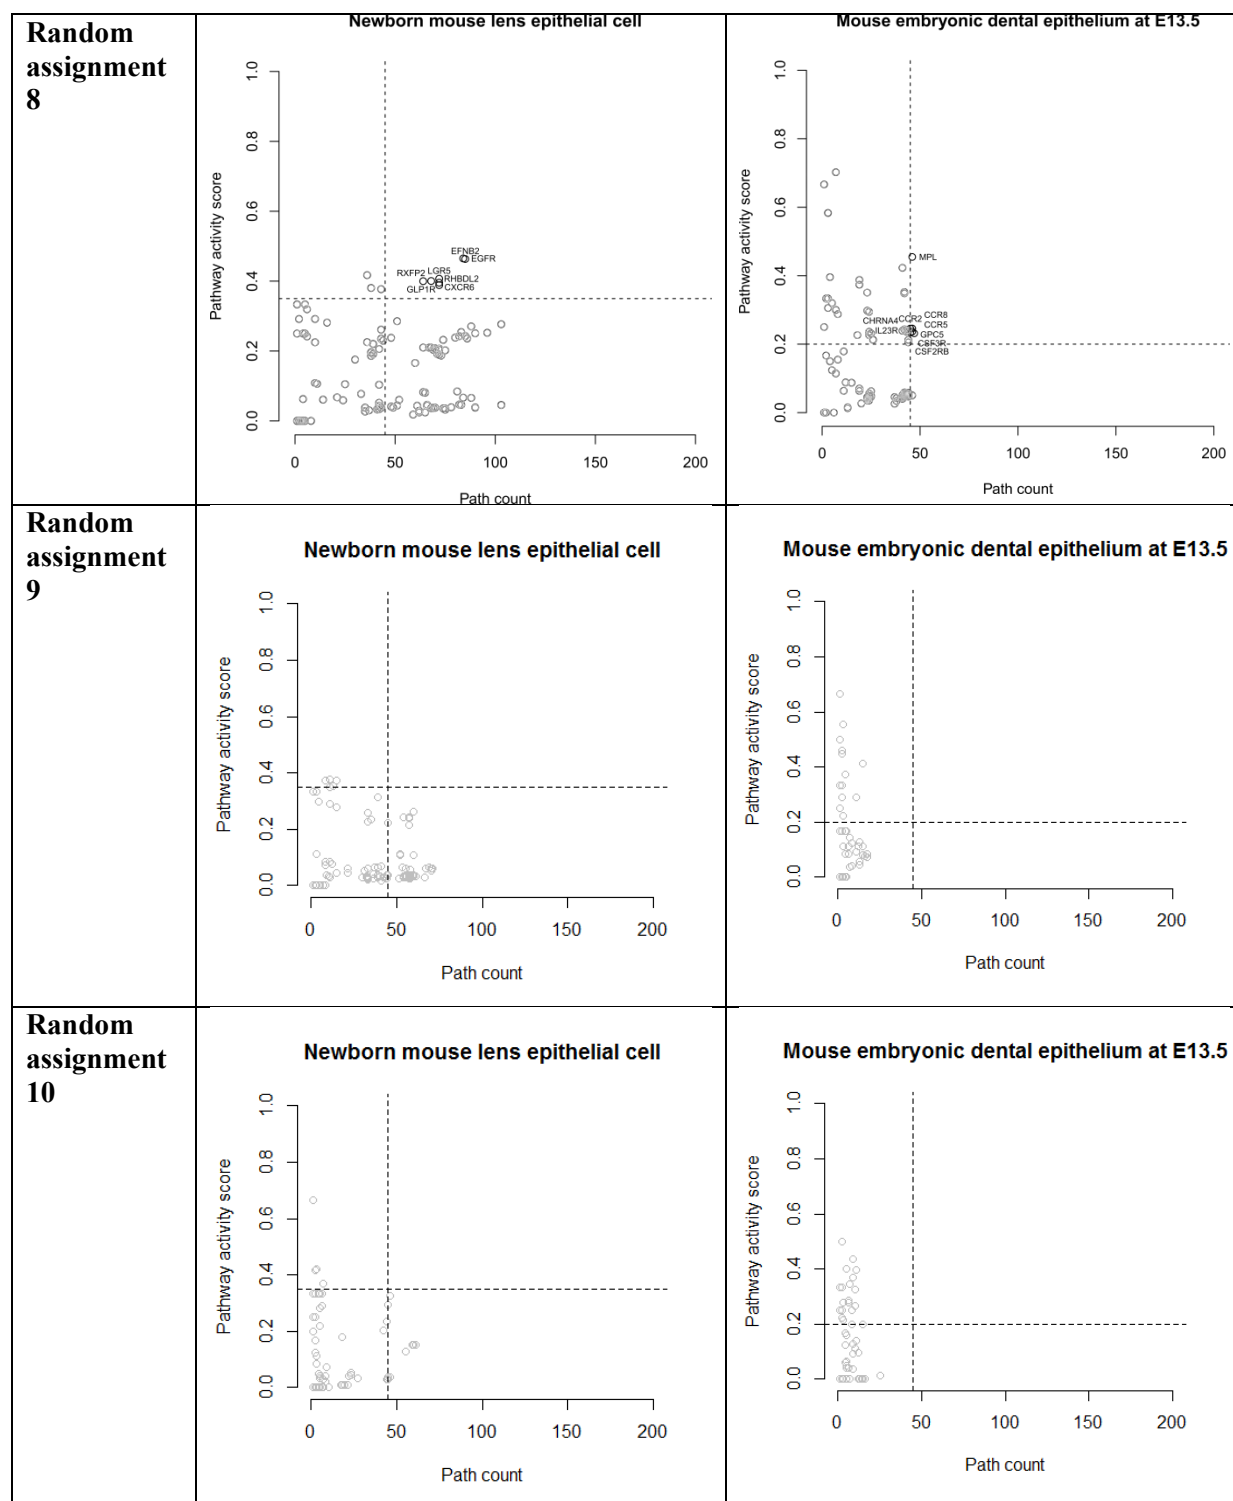 Random
assignment
8
Newborn mouse lens epithelial cell
Pathway activity score
1.0
0.8
0.6
0.4
0.2
0.0
EFNB2
EGFR
RXFP2
LGR5
RHBDL2
GLP1R
CXCR6
0 50 100 150 200
Path count
Mouse embryonic dental epithelium at E13.5
Pathway activity score
1.0
0.8
0.6
0.4
0.2
0.0
MPL
CHRNA4
CCR2
CCR8
IL23R
CCR5
GPC5
CSF3R
CSF2RB
0 50 100 150 200
Path count
Random
assignment
9
Newborn mouse lens epithelial cell
Pathway activity score
1.0
0.8
0.6
0.4
0.2
0.0
0 50 100 150 200
Path count
Mouse embryonic dental epithelium at E13.5
Pathway activity score
1.0
0.8
0.6
0.4
0.2
0.0
0 50 100 150 200
Path count
Random
assignment
10
Newborn mouse lens epithelial cell
Pathway activity score
1.0
0.8
0.6
0.4
0.2
0.0
0 50 100 150 200
Path count
Mouse embryonic dental epithelium at E13.5
Pathway activity score
1.0
0.8
0.6
0.4
0.2
0.0
0 50 100 150 200
Path count